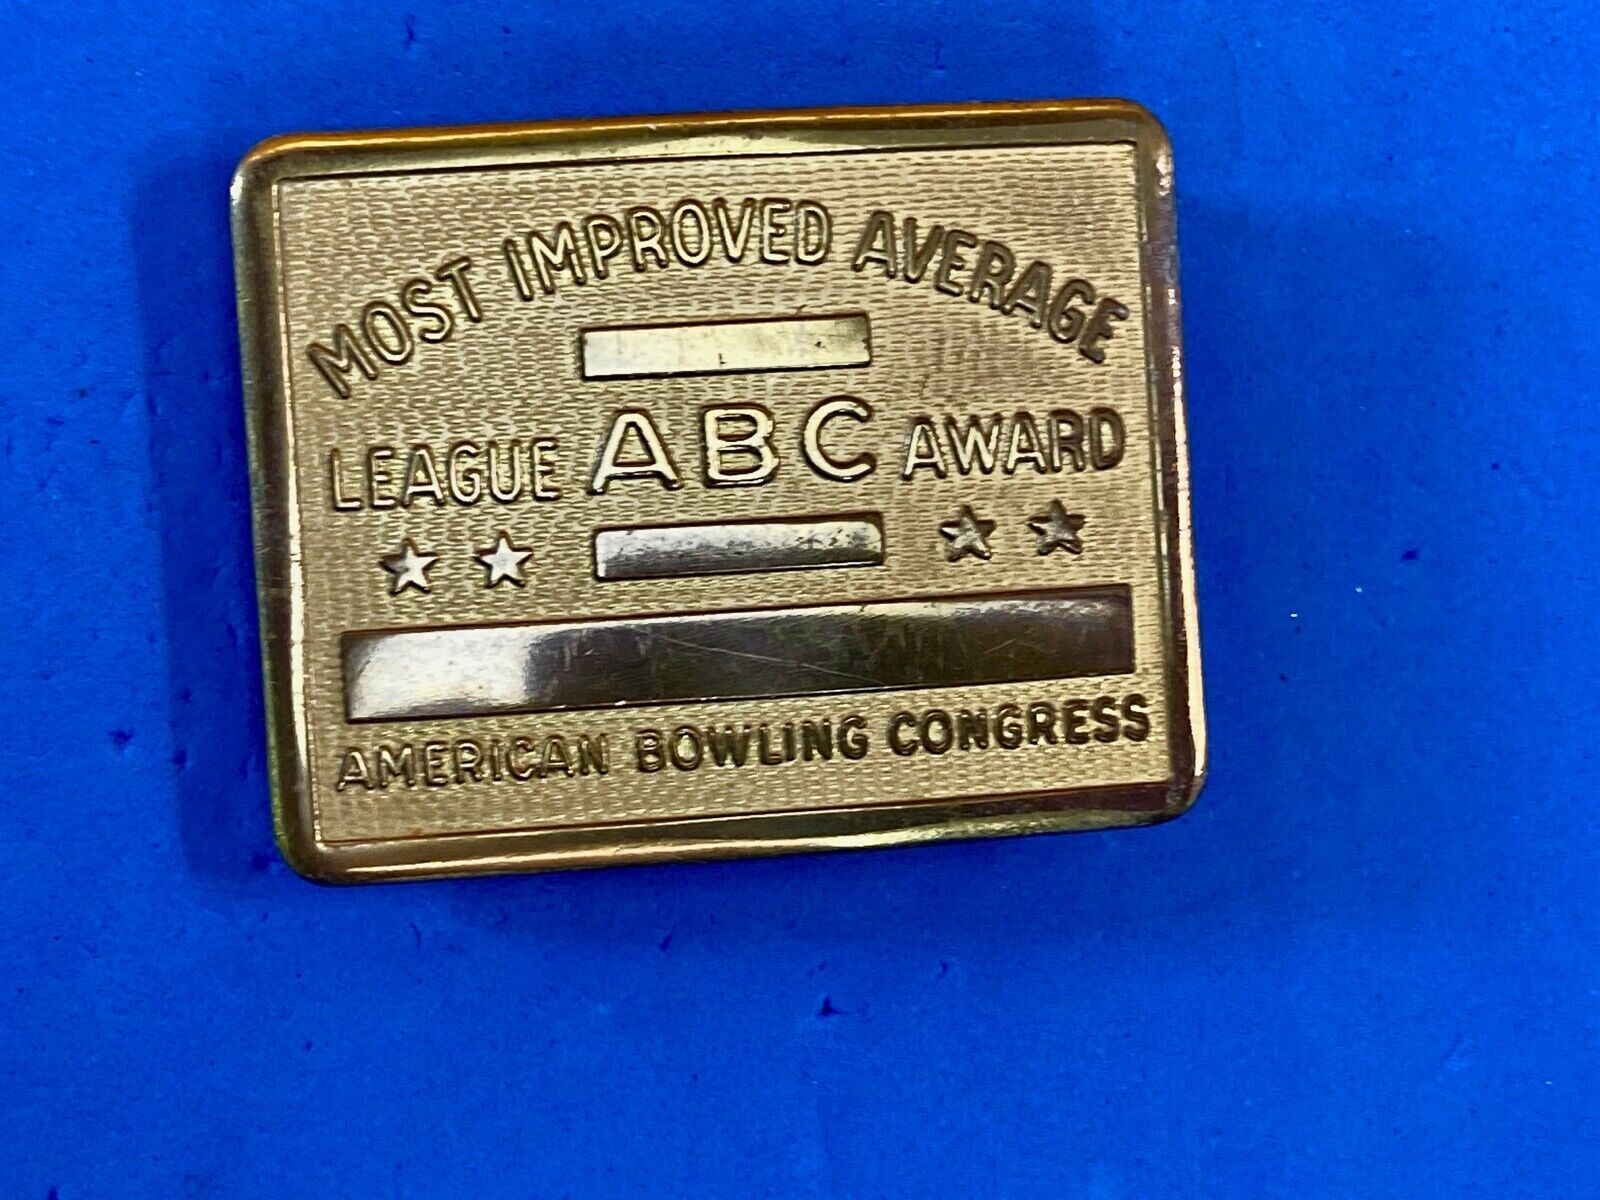 MOST IMPROVED AVERAGE
LEAGUE ABC AWARD
AMERICAN BOWLING CONGRESS